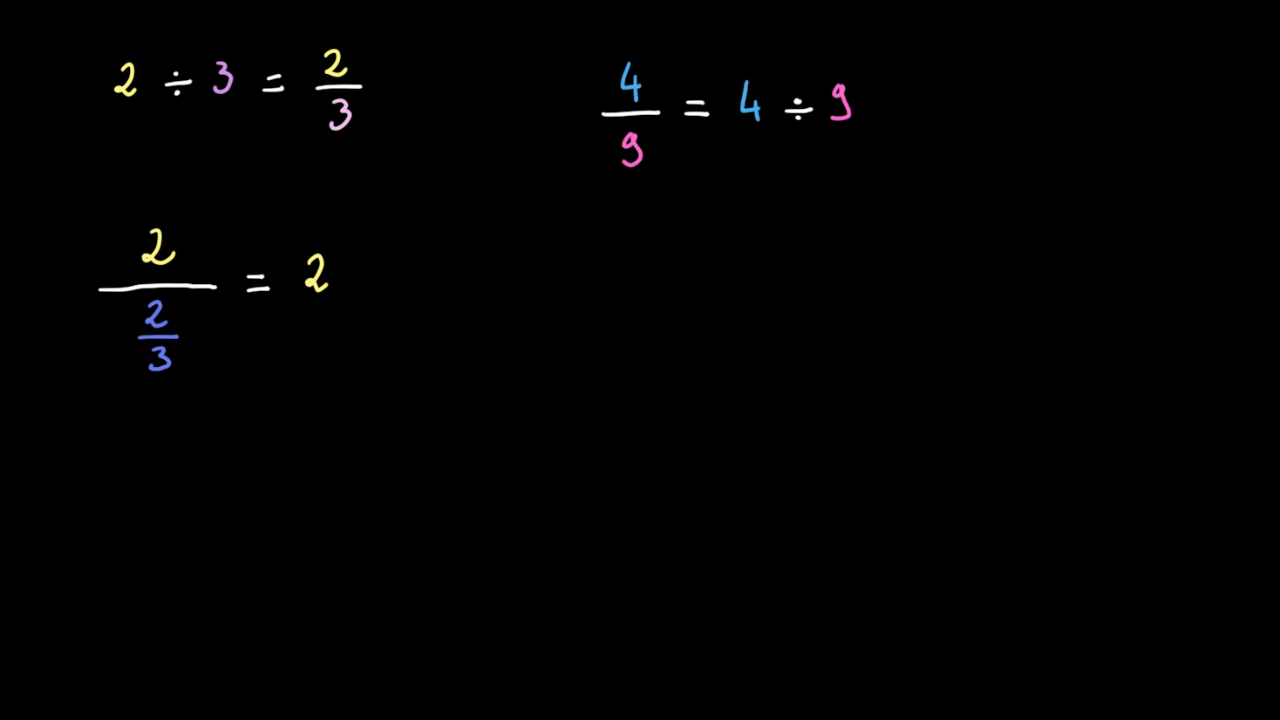 2 ÷ 3 = 2/3
4/9 = 4 ÷ 9
2/(2/3) = 2